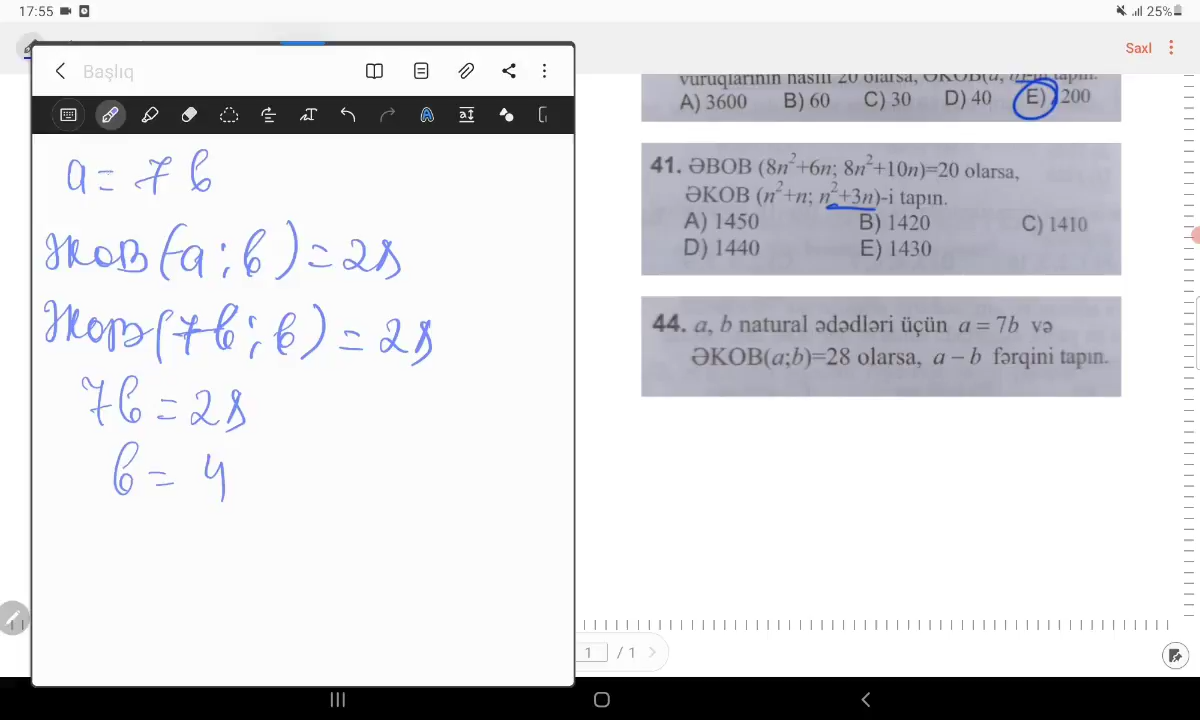 17:55
25%
Başlıq
Saxl
a = 7b
ƏKOB(a;b)=28
ƏKOB(7b;b)=28
7b=28
b=4
vuruqlarının hasili 20 olarsa, ƏKOB(a, tapın.
A) 3600 B) 60 C) 30 D) 40 E) 200
41. ƏBOB (8n²+6n; 8n²+10n)=20 olarsa,
ƏKOB (n²+n; n²+3n)-i tapın.
A) 1450 B) 1420 C) 1410
D) 1440 E) 1430
44. a, b natural ədədləri üçün a = 7b və
ƏKOB(a;b)=28 olarsa, a – b fərqini tapın.
1 / 1